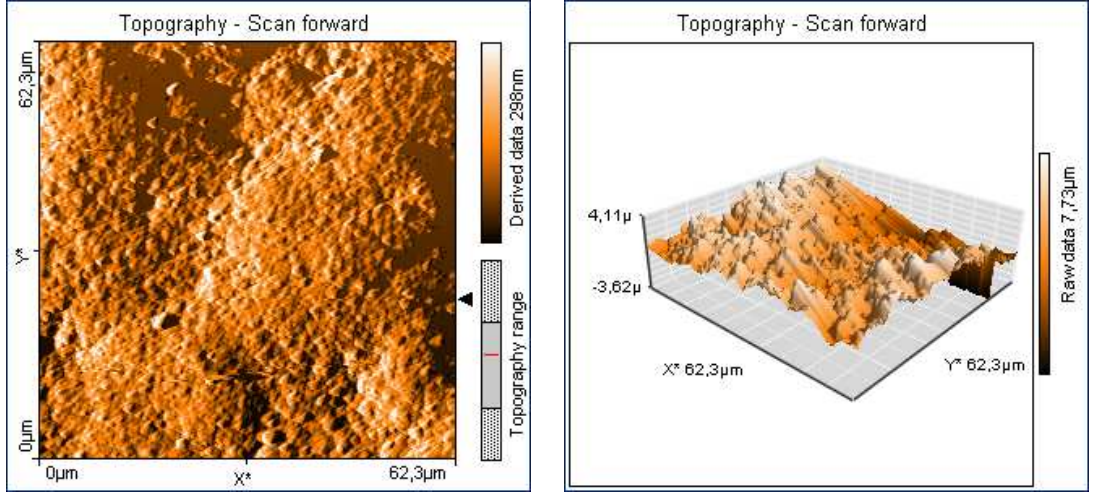 Topography - Scan forward
62,3µm
Y*
0µm
0µm
X*
62,3µm
Derived data 298nm
Topography range
Topography - Scan forward
4,11µ
-3,62µ
X* 62,3µm
Y* 62,3µm
Raw data 7,73µm